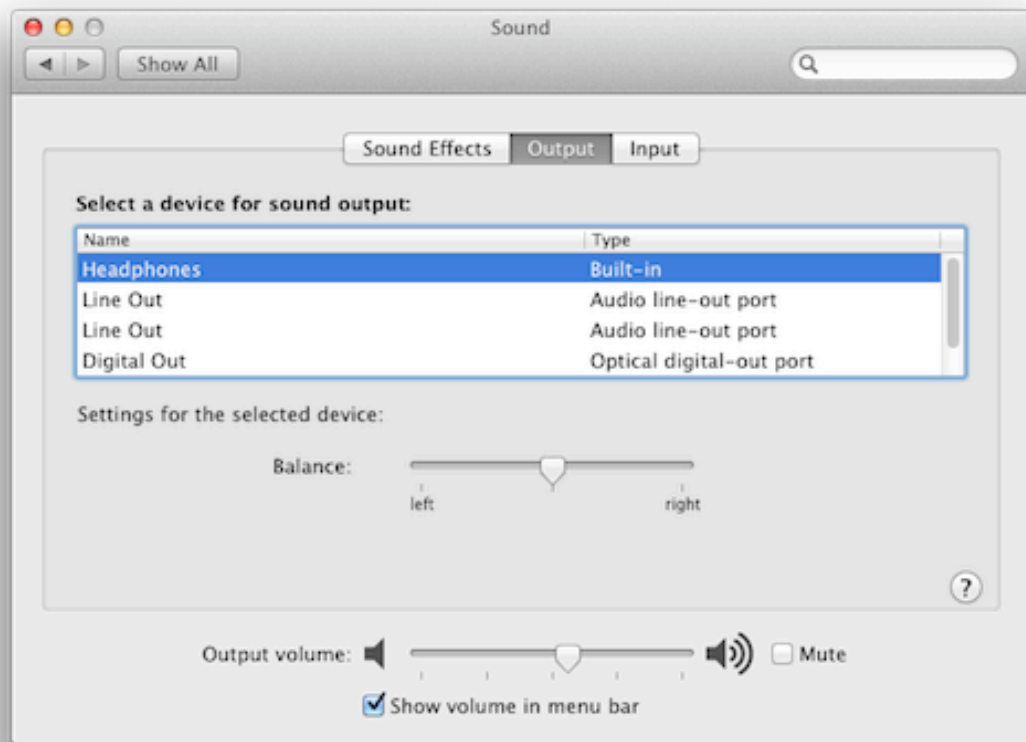 Sound
Show All
Sound Effects Output Input
Select a device for sound output:
Name Type
Headphones Built-in
Line Out Audio line-out port
Line Out Audio line-out port
Digital Out Optical digital-out port
Settings for the selected device:
Balance:
left right
?
Output volume: Mute
Show volume in menu bar